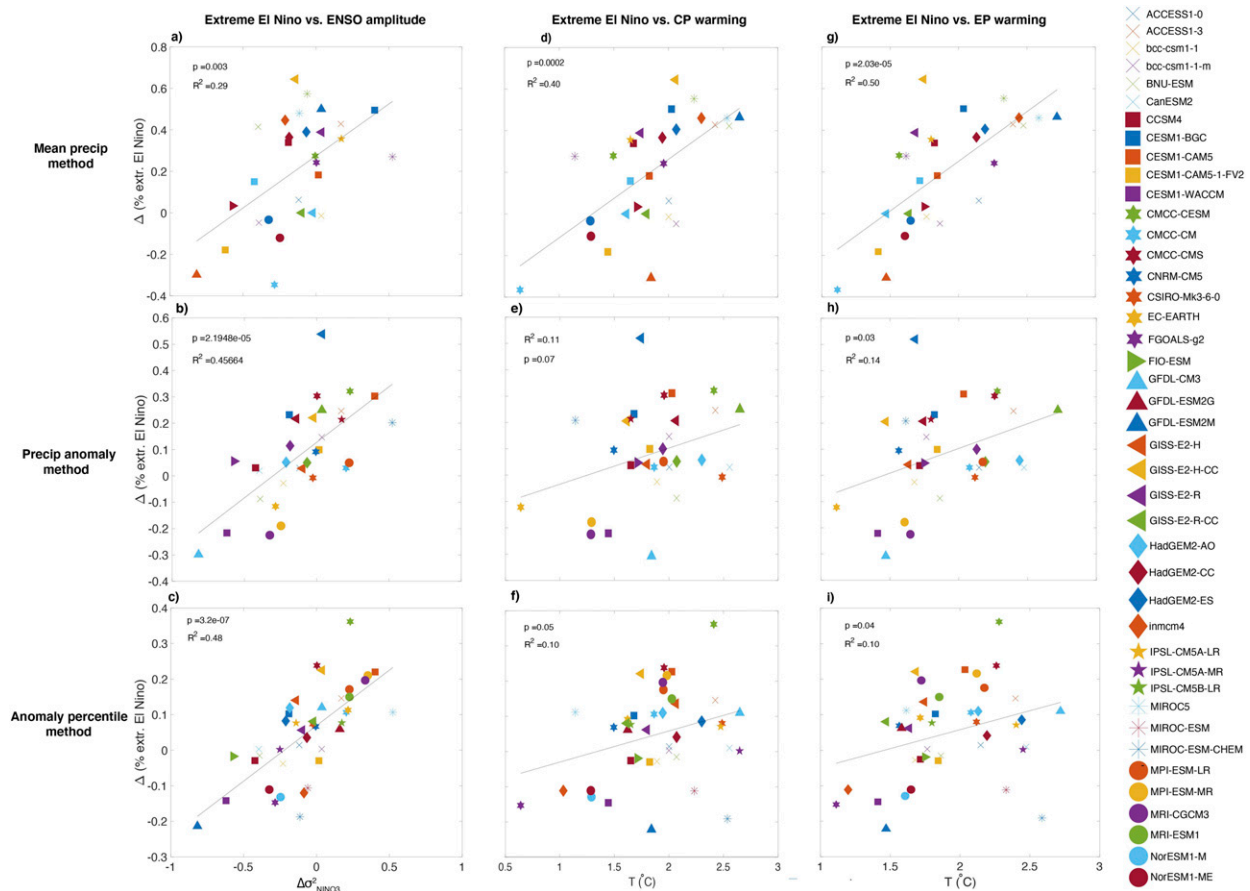 Extreme El Nino vs. ENSO amplitude
Extreme El Nino vs. CP warming
Extreme El Nino vs. EP warming
Mean precip
method
a)
Δ (% extr. El Nino)
0.8
0.6
0.4
0.2
0
-0.2
-0.4
p =0.003
R² =0.29
d)
p =0.0002
R² =0.40
g)
p =2.03e-05
R² =0.50
Precip anomaly
method
b)
Δ (% extr. El Nino)
0.6
0.5
0.4
0.3
0.2
0.1
0
-0.1
-0.2
-0.3
-0.4
p =2.1948e-05
R² =0.45664
e)
R² =0.11
p =0.07
h)
p =0.03
R² =0.14
Anomaly percentile
method
c)
Δ (% extr. El Nino)
0.4
0.3
0.2
0.1
0
-0.1
-0.2
-0.3
p =3.2e-07
R² =0.48
-1
-0.5
0
0.5
1
Δσ²NINO3
f)
p =0.05
R² =0.10
0.5
1
1.5
2
2.5
3
T (°C)
i)
p =0.04
R² =0.10
1
1.5
2
2.5
3
T (°C)
ACCESS1-0
ACCESS1-3
bcc-csm1-1
bcc-csm1-1-m
BNU-ESM
CanESM2
CCSM4
CESM1-BGC
CESM1-CAM5
CESM1-CAM5-1-FV2
CESM1-WACCM
CMCC-CESM
CMCC-CM
CMCC-CMS
CNRM-CM5
CSIRO-Mk3-6-0
EC-EARTH
FGOALS-g2
FIO-ESM
GFDL-CM3
GFDL-ESM2G
GFDL-ESM2M
GISS-E2-H
GISS-E2-H-CC
GISS-E2-R
GISS-E2-R-CC
HadGEM2-AO
HadGEM2-CC
HadGEM2-ES
inmcm4
IPSL-CM5A-LR
IPSL-CM5A-MR
IPSL-CM5B-LR
MIROC5
MIROC-ESM
MIROC-ESM-CHEM
MPI-ESM-LR
MPI-ESM-MR
MRI-CGCM3
MRI-ESM1
NorESM1-M
NorESM1-ME